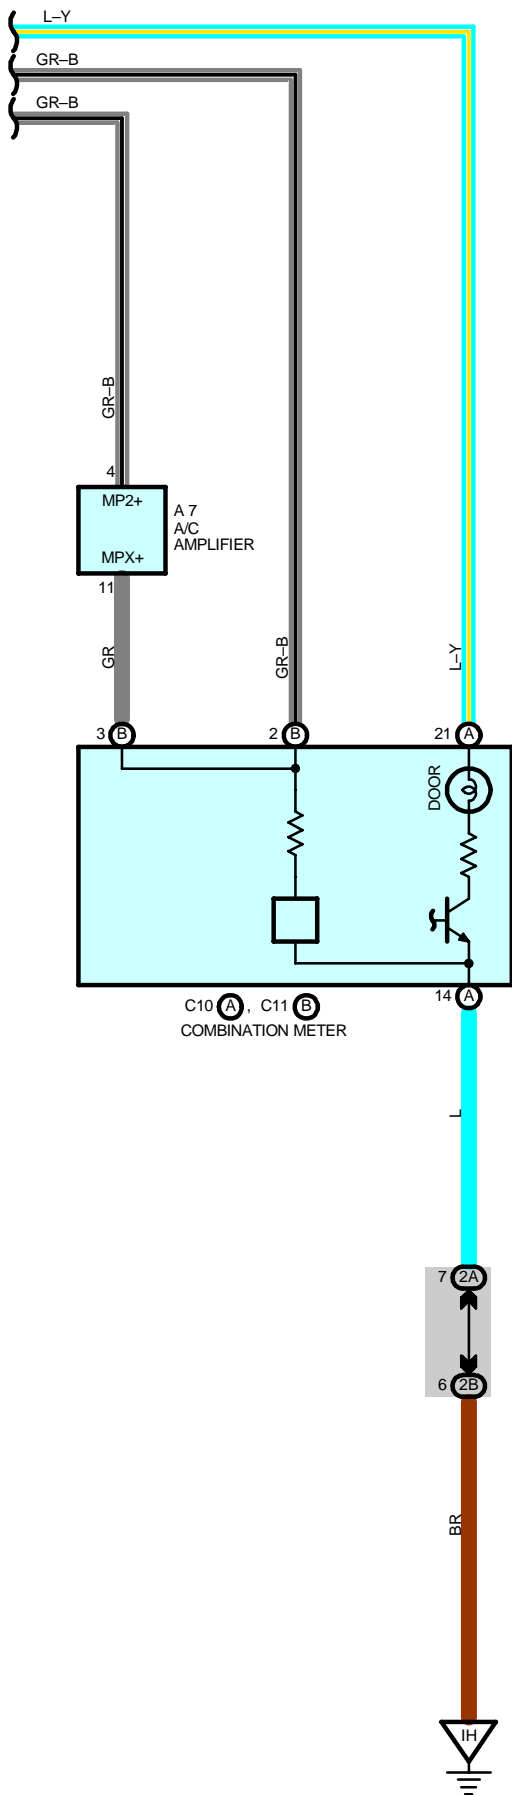 L–Y
GR–B
GR–B
GR–B
4
MP2+
A 7
A/C
AMPLIFIER
MPX+
11
GR
GR–B
L–Y
3 B
2 B
21 A
DOOR
14 A
C10 A , C11 B
COMBINATION METER
L
7 2A
6 2B
BR
IH